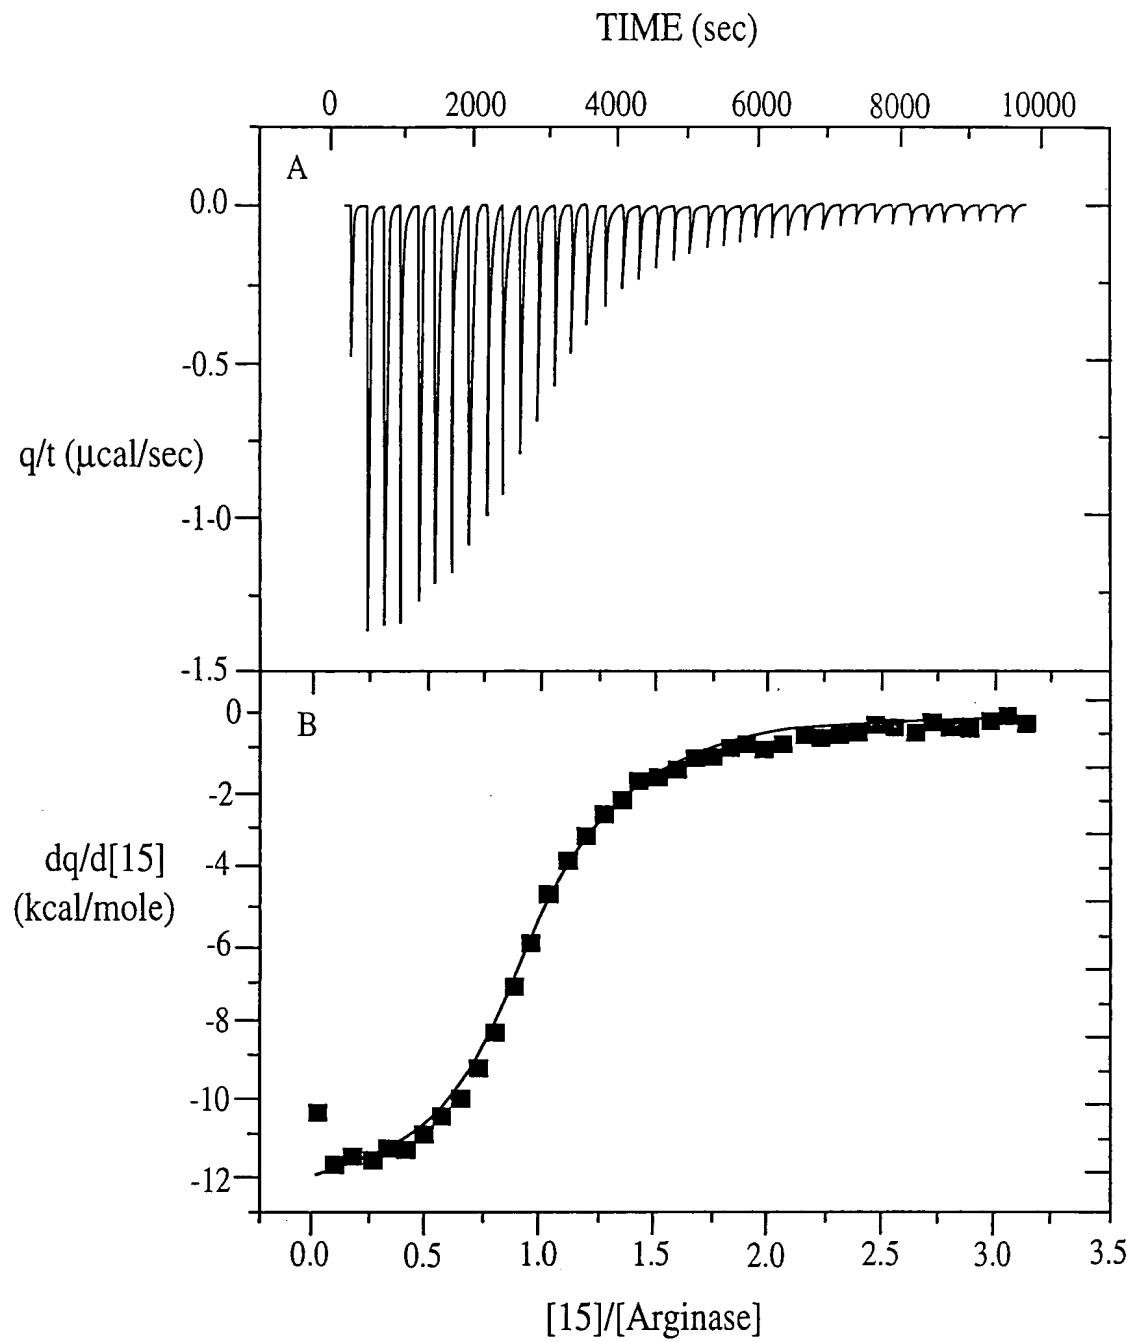 TIME (sec)
0 2000 4000 6000 8000 10000
A
0.0
-0.5
q/t (μcal/sec)
-1-0
-1.5
0
B
-2
dq/d[15]
-4
(kcal/mole)
-6
-8
-10
-12
0.0 0.5 1.0 1.5 2.0 2.5 3.0 3.5
[15]/[Arginase]